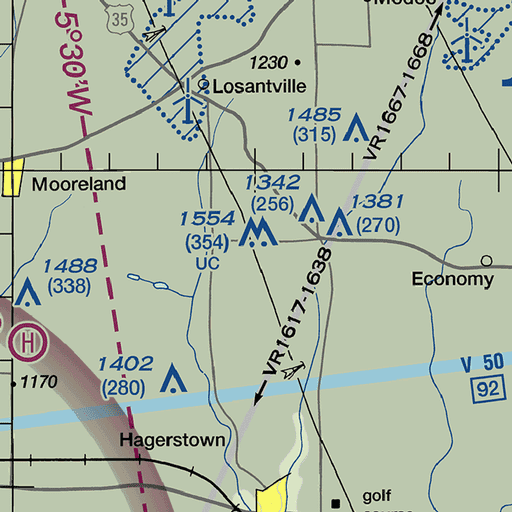 35
Modoc
5°30'W
1230
Losantville
1485
(315)
VR1667-1668
Mooreland
1342
(256)
1381
(270)
1554
(354)
UC
1488
(338)
Economy
VR1617-1638
H
1402
(280)
1170
V 50
92
Hagerstown
golf
course